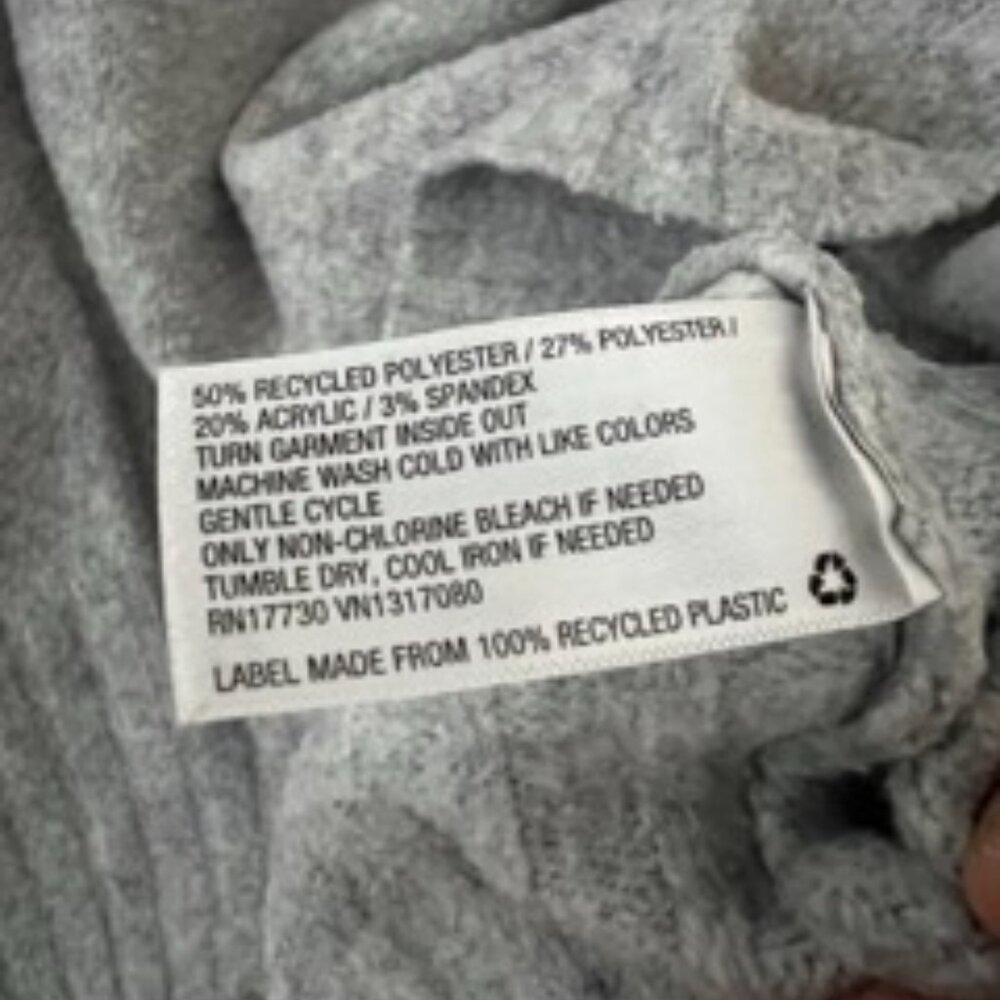 50% RECYCLED POLYESTER / 27% POLYESTER /
20% ACRYLIC / 3% SPANDEX
TURN GARMENT INSIDE OUT
MACHINE WASH COLD WITH LIKE COLORS
GENTLE CYCLE
ONLY NON-CHLORINE BLEACH IF NEEDED
TUMBLE DRY, COOL IRON IF NEEDED
RN17730 VN1317080
LABEL MADE FROM 100% RECYCLED PLASTIC